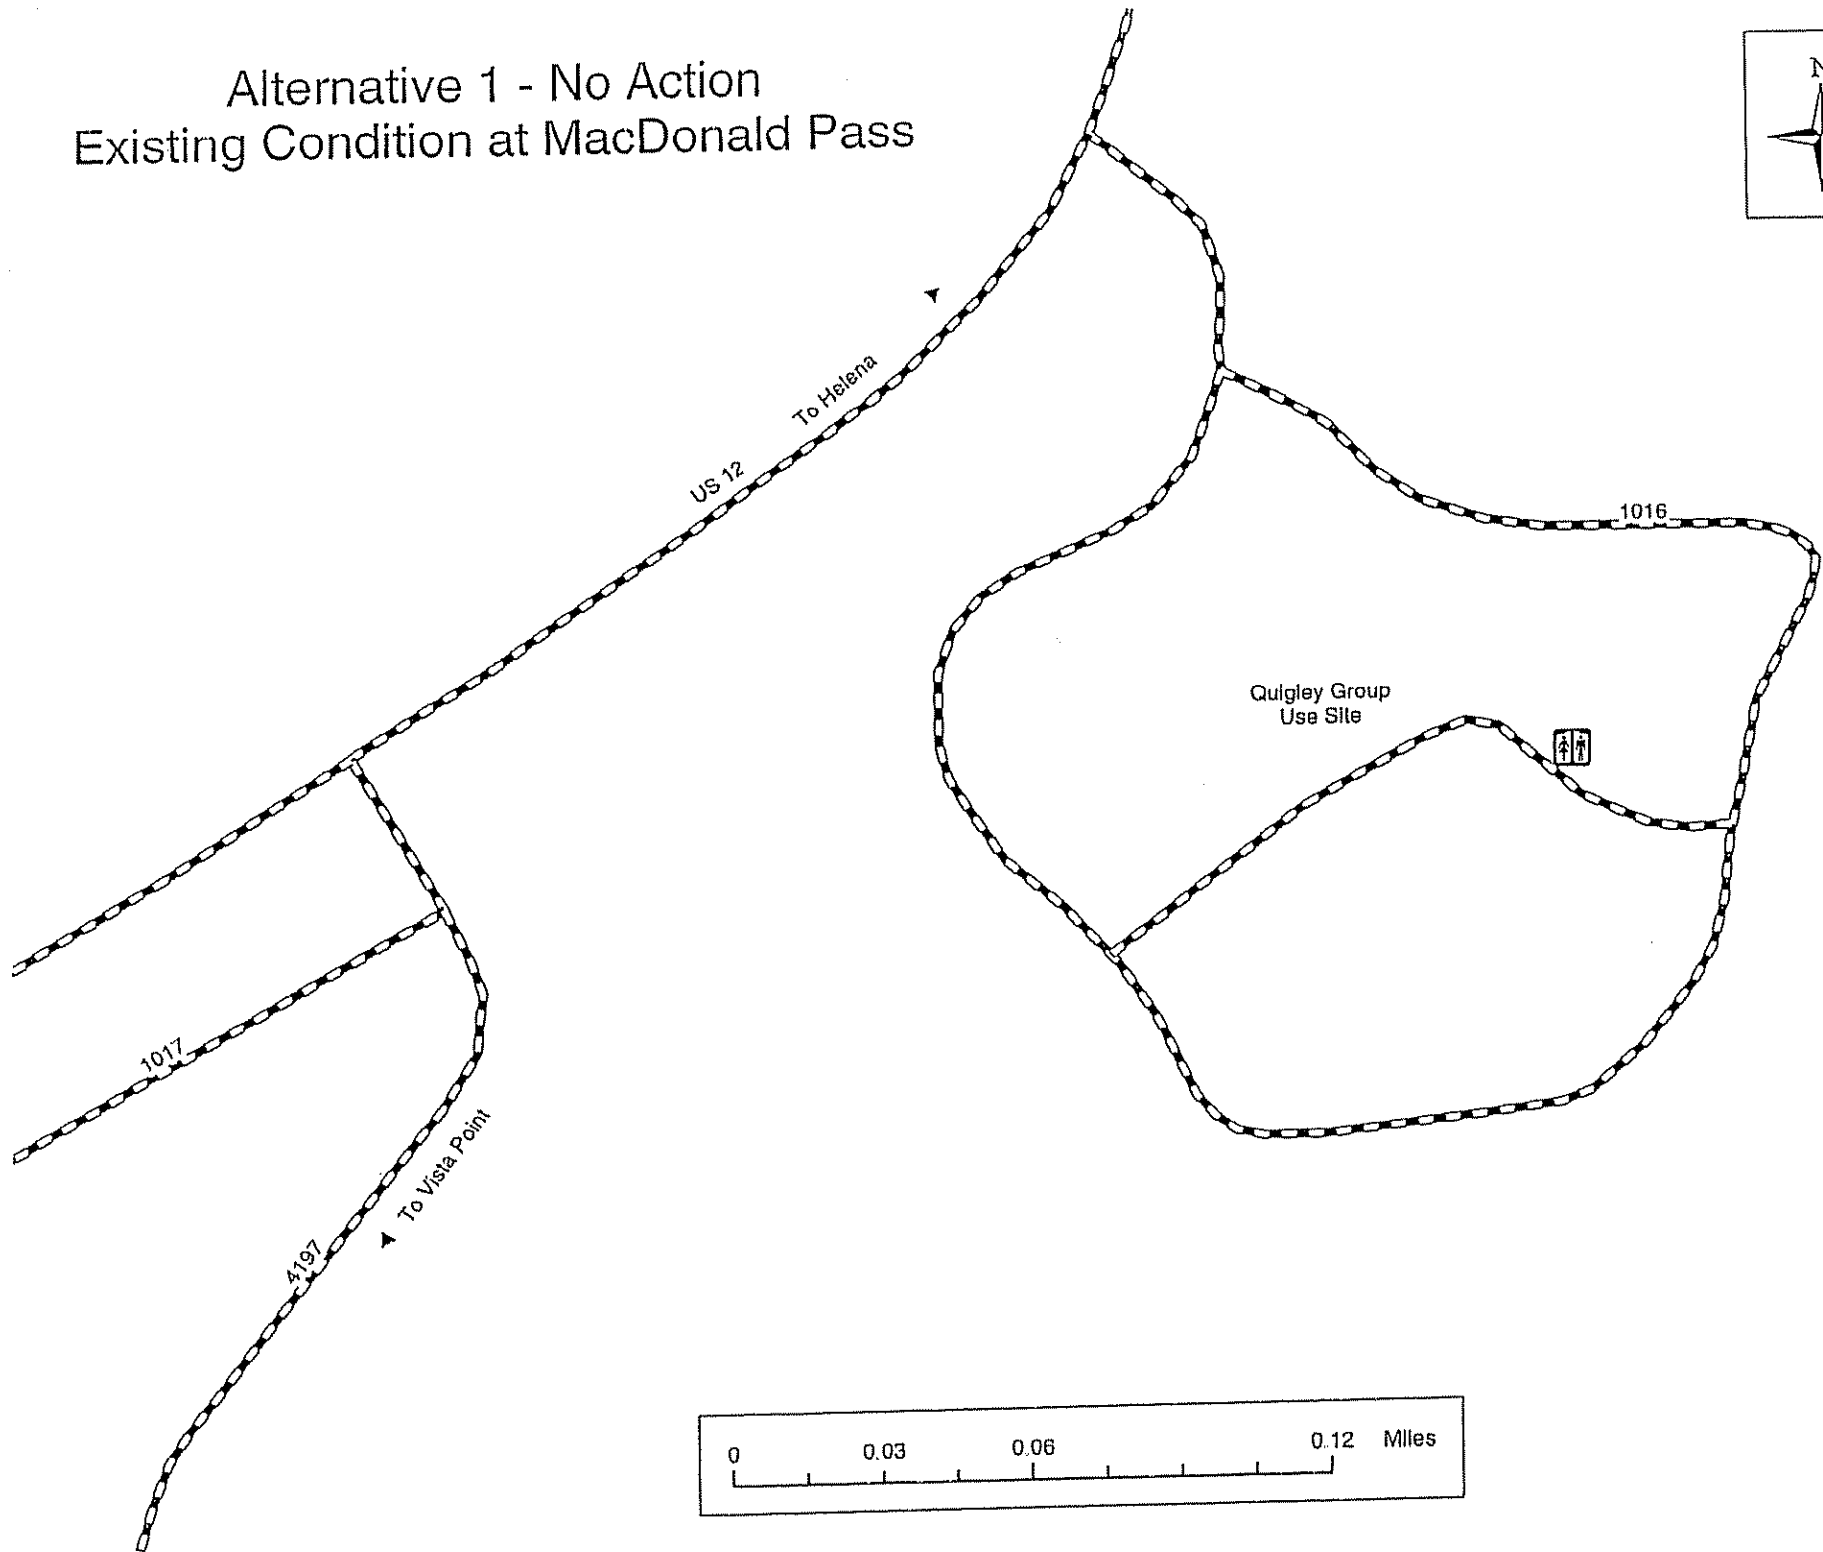 Alternative 1 - No Action
Existing Condition at MacDonald Pass
N
To Helena
US 12
1016
Quigley Group
Use Site
1017
To Vista Point
4197
0 0.03 0.06 0.12 Miles